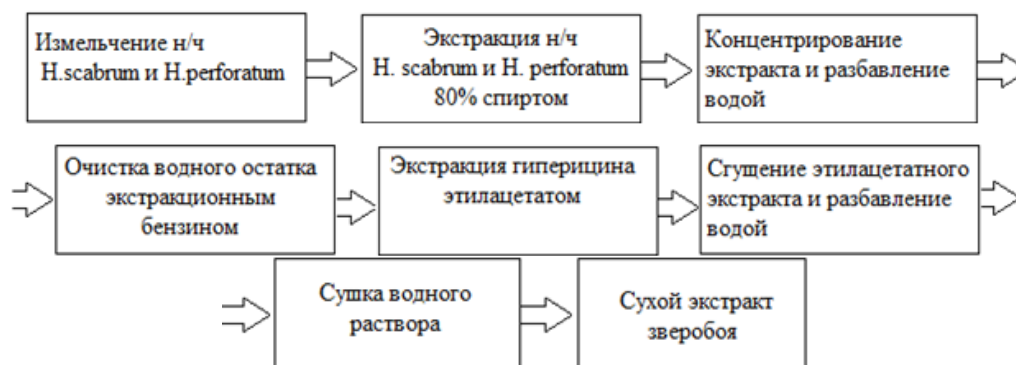 Измельчение н/ч
H.scabrum и H.perforatum
Экстракция н/ч
H. scabrum и H. perforatum
80% спиртом
Концентрирование
экстракта и разбавление
водой
Очистка водного остатка
экстракционным
бензином
Экстракция гиперицина
этилацетатом
Сгущение этилацетатного
экстракта и разбавление
водой
Сушка водного
раствора
Сухой экстракт
зверобоя